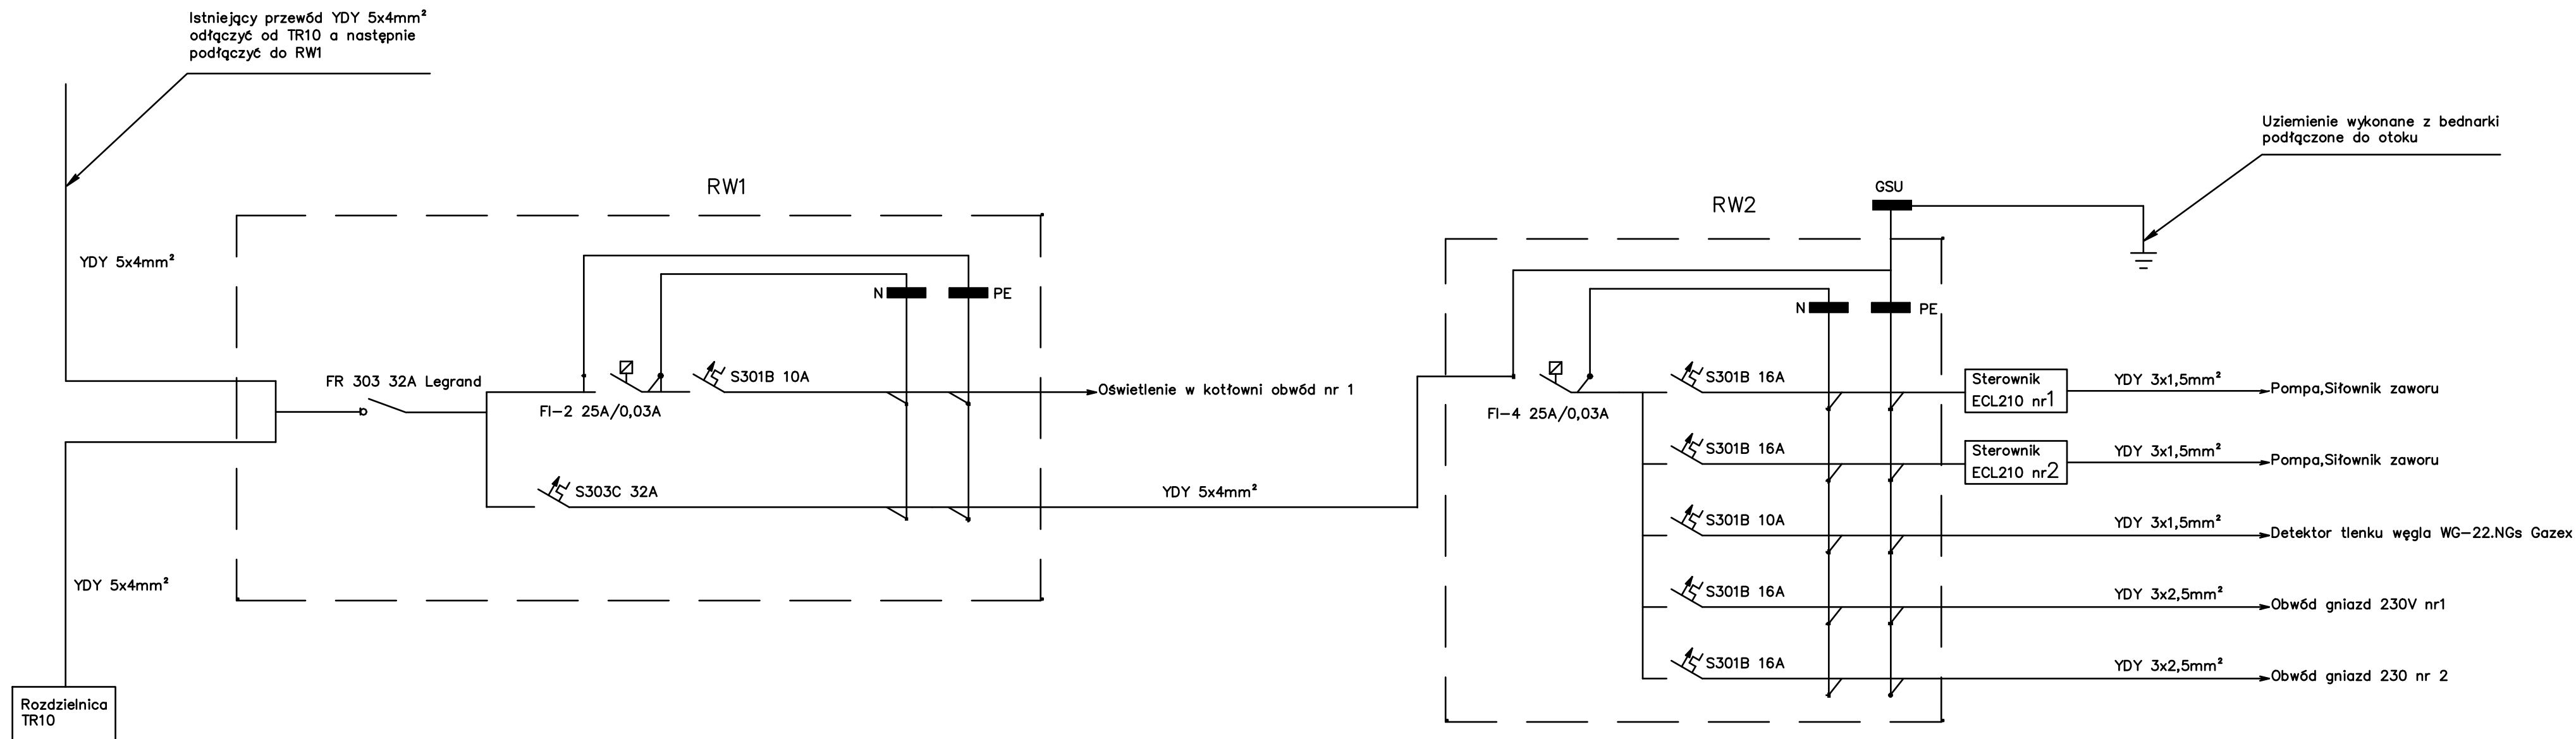 Istniejący przewód YDY 5x4mm²
odłączyć od TR10 a następnie
podłączyć do RW1
YDY 5x4mm²
YDY 5x4mm²
Rozdzielnica
TR10
RW1
FR 303 32A Legrand
N
PE
FI-2 25A/0,03A
S301B 10A
Oświetlenie w kotłowni obwód nr 1
S303C 32A
YDY 5x4mm²
RW2
GSU
Uziemienie wykonane z bednarki
podłączone do otoku
N
PE
FI-4 25A/0,03A
S301B 16A
Sterownik
ECL210 nr1
YDY 3x1,5mm²
Pompa,Siłownik zaworu
S301B 16A
Sterownik
ECL210 nr2
YDY 3x1,5mm²
Pompa,Siłownik zaworu
S301B 10A
YDY 3x1,5mm²
Detektor tlenku węgla WG-22.NGs Gazex
S301B 16A
YDY 3x2,5mm²
Obwód gniazd 230V nr1
S301B 16A
YDY 3x2,5mm²
Obwód gniazd 230 nr 2